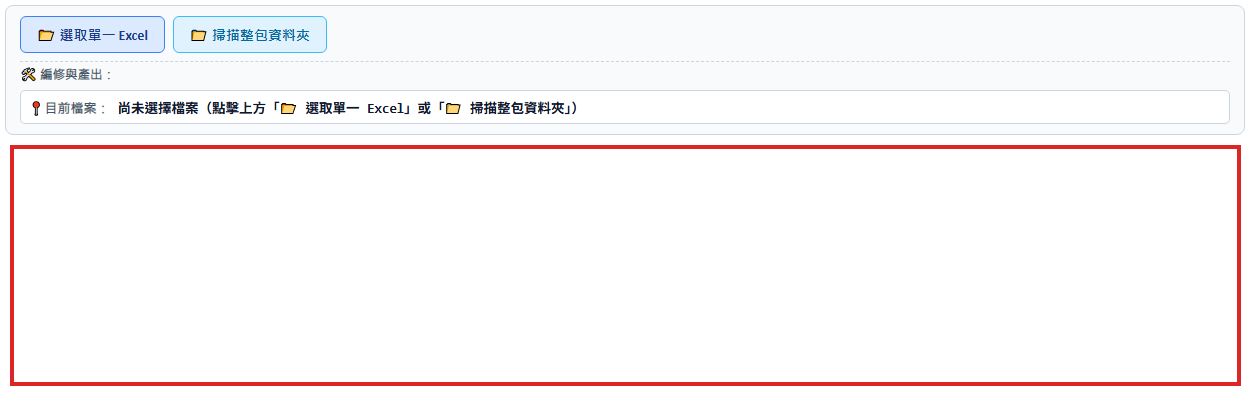 📂 選取單一 Excel 📂 掃描整包資料夾
🛠 編修與產出：
📍目前檔案： 尚未選擇檔案（點擊上方「📂 選取單一 Excel」或「📂 掃描整包資料夾」）